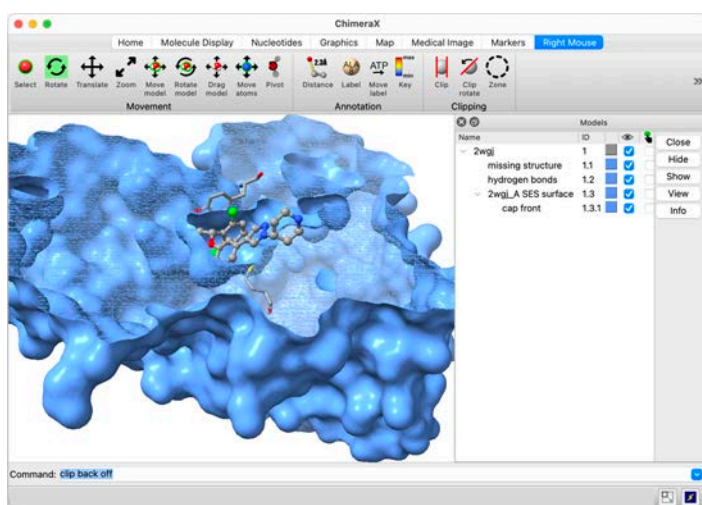 ChimeraX
Home Molecule Display Nucleotides Graphics Map Medical Image Markers Right Mouse
Select Rotate Translate Zoom Move model Rotate model Drag model Move atoms Pivot Distance Label Move label Key Clip Clip rotate Zone
Movement Annotation Clipping
Models
Name ID
2wgj 1
missing structure 1.1
hydrogen bonds 1.2
2wgj_A SES surface 1.3
cap front 1.3.1
Close
Hide
Show
View
Info
Command: clip back off